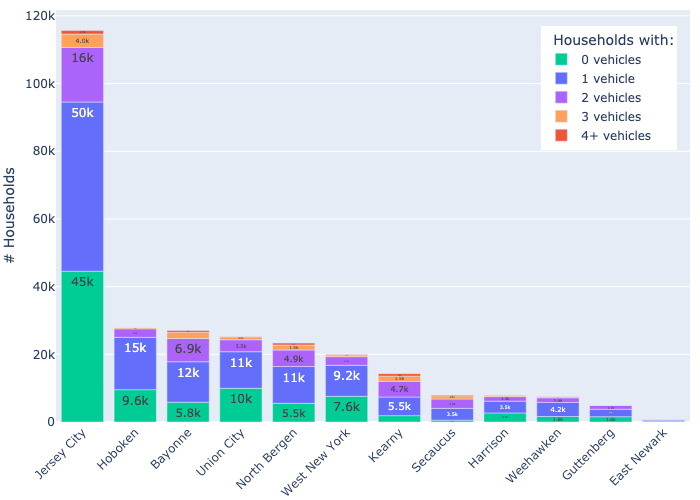 120k
100k
80k
60k
40k
20k
0
# Households
Households with:
0 vehicles
1 vehicle
2 vehicles
3 vehicles
4+ vehicles
4.0k
16k
50k
45k
15k
9.6k
6.9k
12k
5.8k
11k
10k
4.9k
11k
5.5k
9.2k
7.6k
4.7k
5.5k
3.5k
3.5k
4.2k
Jersey City
Hoboken
Bayonne
Union City
North Bergen
West New York
Kearny
Secaucus
Harrison
Weehawken
Guttenberg
East Newark